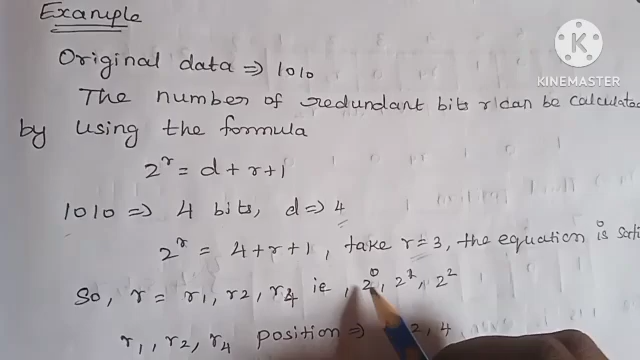 Example
Original data ⇒ 1010
KINEMASTER
The number of redundant bits r can be calculated
by using the formula
2^r = d + r + 1
1010 ⇒ 4 bits, d ⇒ 4
2^r = 4 + r + 1, take r = 3, the equation is
So, r = r1, r2, r4 ie, 2^0, 2^1, 2^2
r1, r2, r4 position ⇒ 2, 4